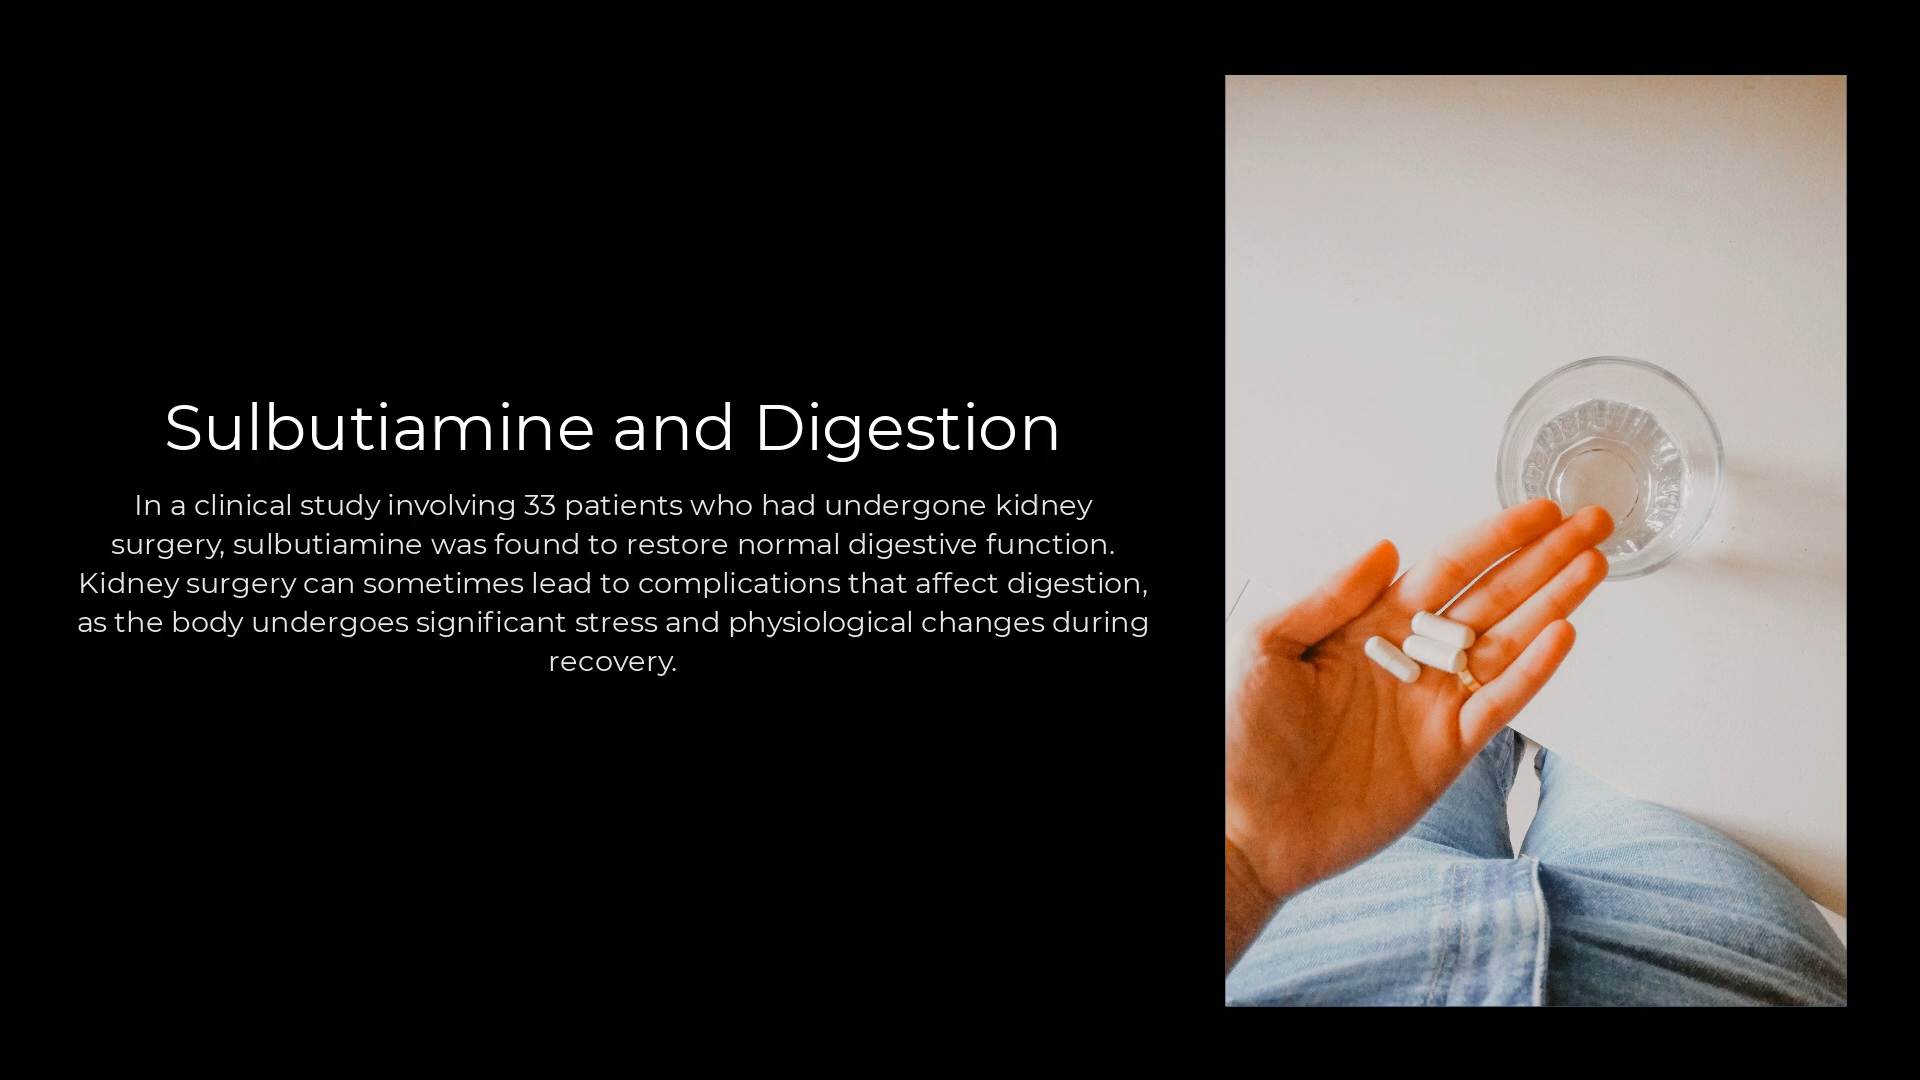 Sulbutiamine and Digestion
In a clinical study involving 33 patients who had undergone kidney
surgery, sulbutiamine was found to restore normal digestive function.
Kidney surgery can sometimes lead to complications that affect digestion,
as the body undergoes significant stress and physiological changes during
recovery.